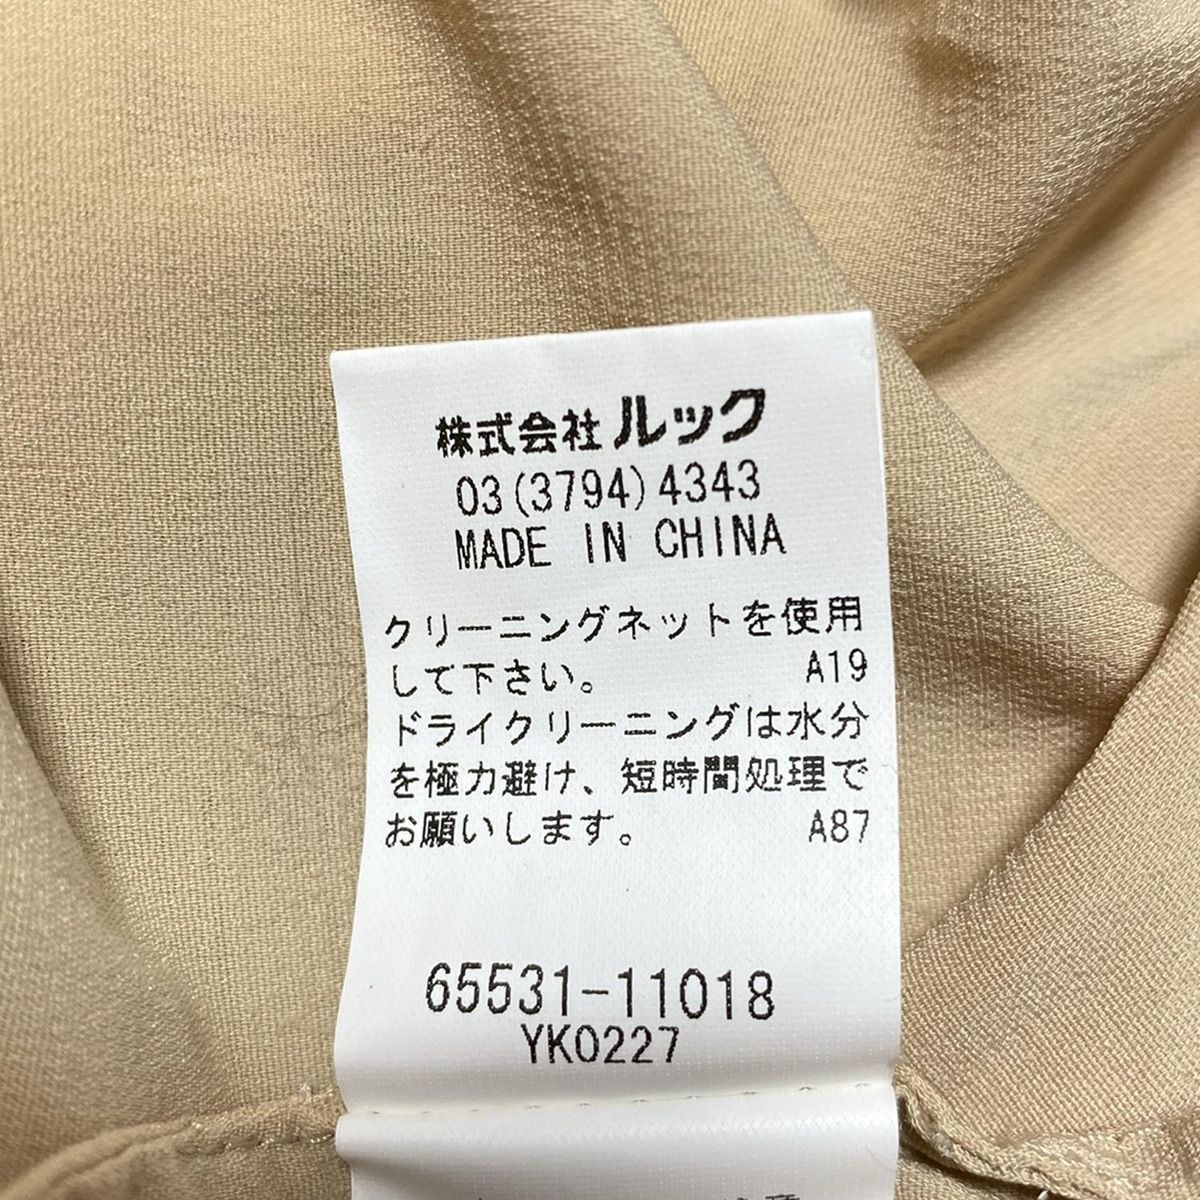 株式会社ルック
03(3794)4343
MADE IN CHINA
クリーニングネットを使用
して下さい。 A19
ドライクリーニングは水分
を極力避け、短時間処理で
お願いします。 A87
65531-11018
YK0227